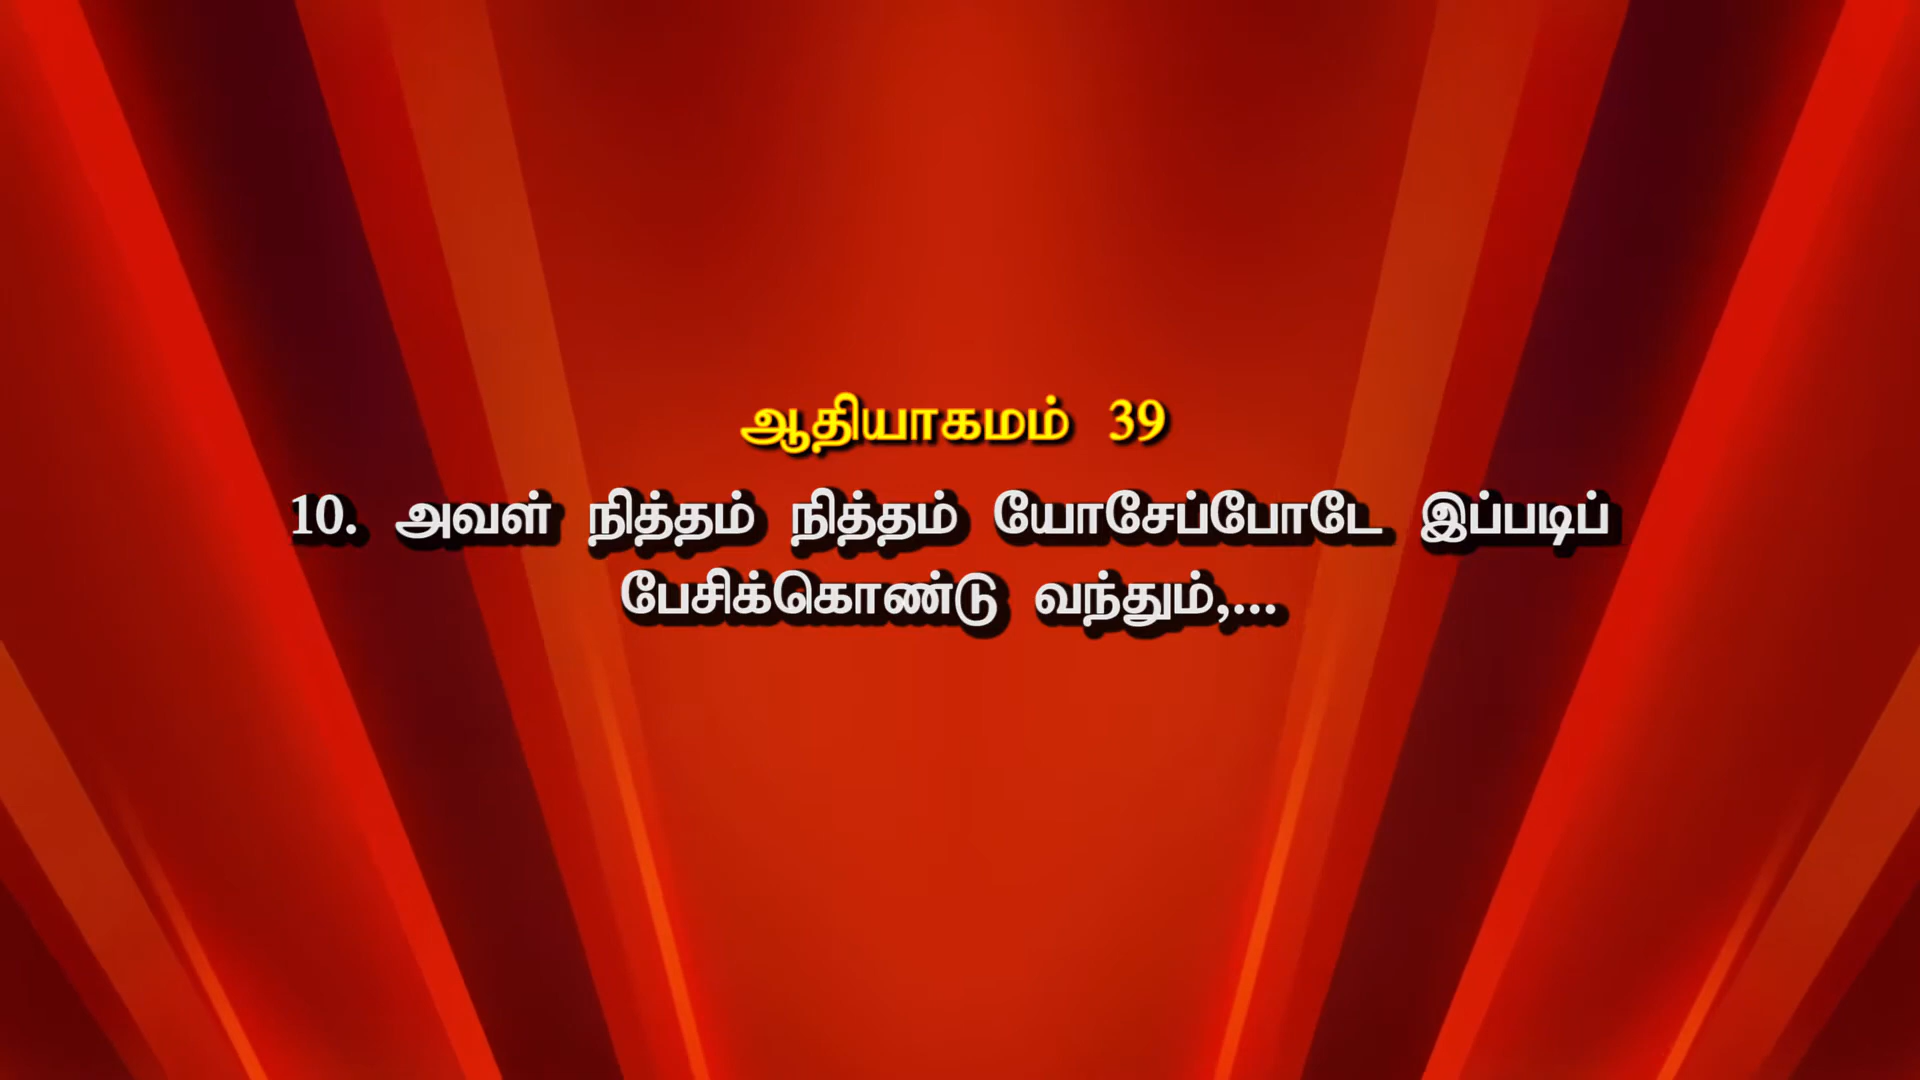 ஆதியாகமம் 39
10. அவள் நித்தம் நித்தம் யோசேப்போடே இப்படிப்
பேசிக்கொண்டு வந்தும்,...